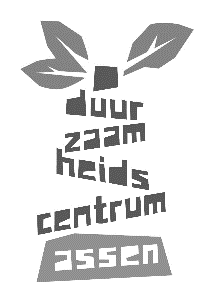 duur
zaam
heids
centrum
assen